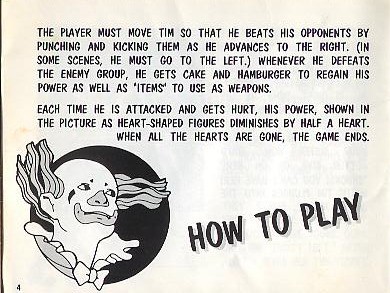 THE PLAYER MUST MOVE TIM SO THAT HE BEATS HIS OPPONENTS BY
PUNCHING AND KICKING THEM AS HE ADVANCES TO THE RIGHT. (IN
SOME SCENES, HE MUST GO TO THE LEFT.) WHENEVER HE DEFEATS
THE ENEMY GROUP, HE GETS CAKE AND HAMBURGER TO REGAIN HIS
POWER AS WELL AS 'ITEMS' TO USE AS WEAPONS.
EACH TIME HE IS ATTACKED AND GETS HURT, HIS POWER, SHOWN IN
THE PICTURE AS HEART-SHAPED FIGURES DIMINISHES BY HALF A HEART.
WHEN ALL THE HEARTS ARE GONE, THE GAME ENDS.
HOW TO PLAY
4